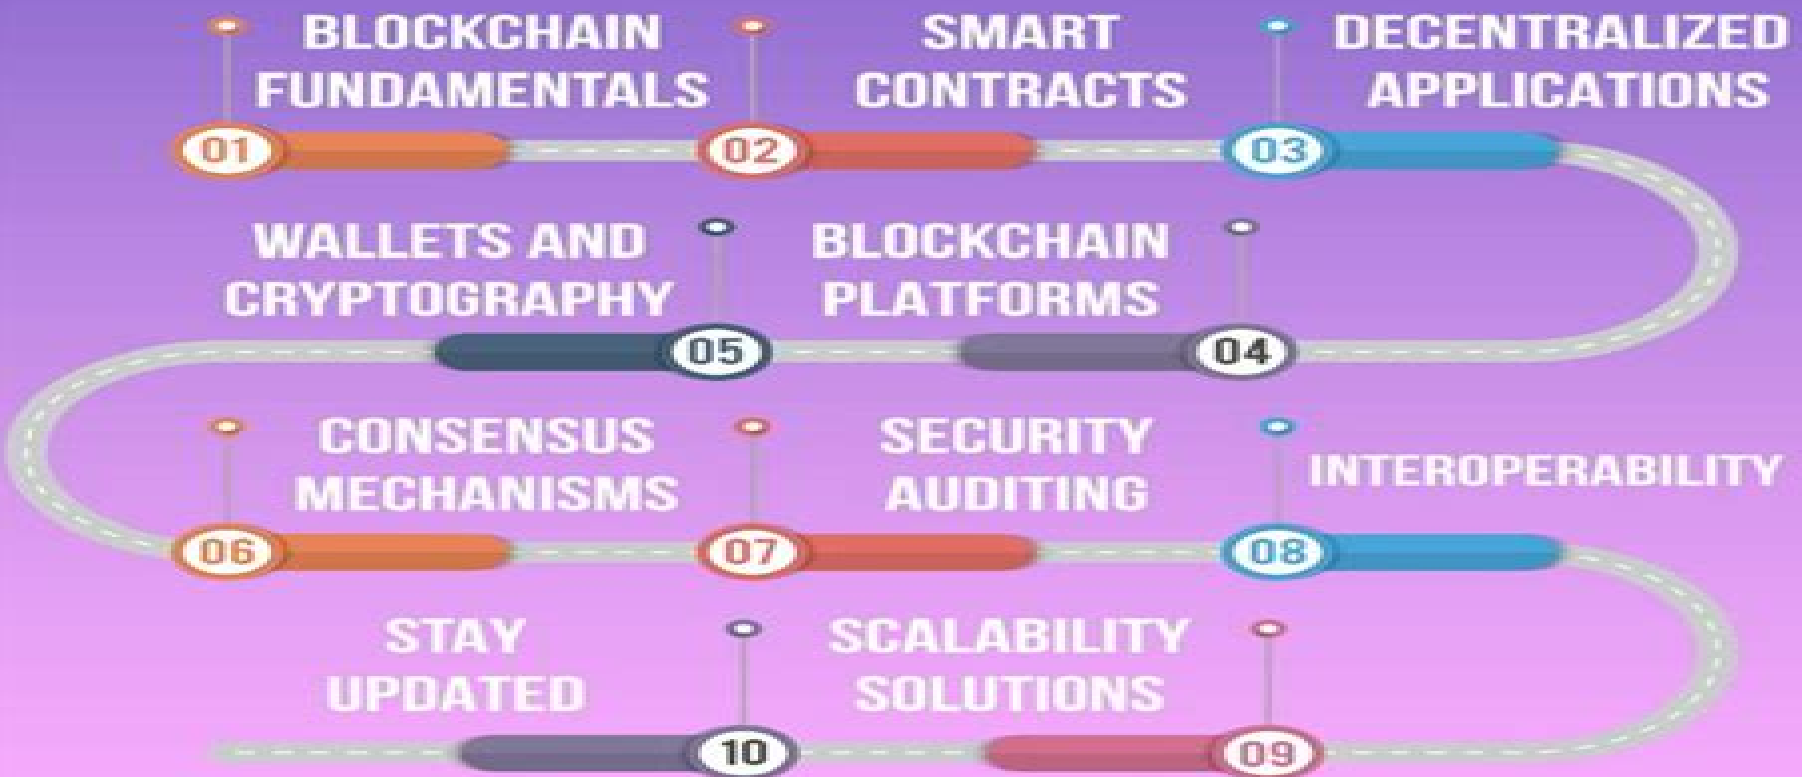 BLOCKCHAIN
FUNDAMENTALS
01
SMART
CONTRACTS
02
DECENTRALIZED
APPLICATIONS
03
BLOCKCHAIN
PLATFORMS
04
WALLETS AND
CRYPTOGRAPHY
05
CONSENSUS
MECHANISMS
06
SECURITY
AUDITING
07
INTEROPERABILITY
08
SCALABILITY
SOLUTIONS
09
STAY
UPDATED
10